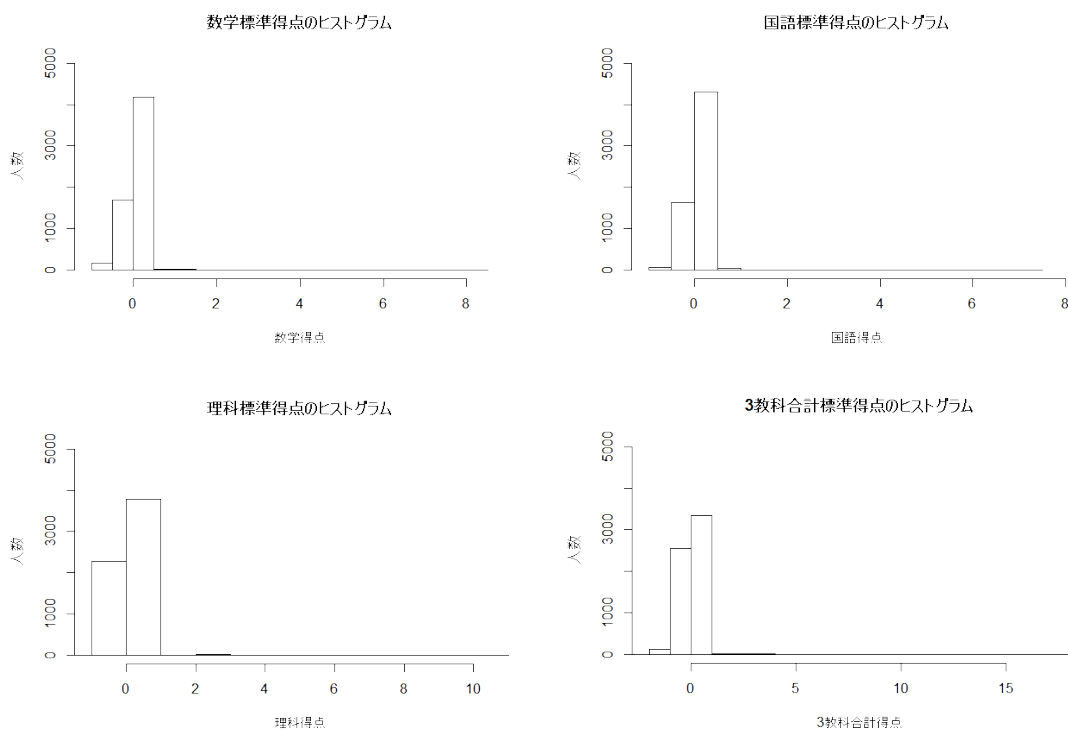 数学標準得点のヒストグラム
5000
3000
1000
0
人数
0 2 4 6 8
数学得点
国語標準得点のヒストグラム
5000
3000
1000
0
人数
0 2 4 6 8
国語得点
理科標準得点のヒストグラム
5000
3000
1000
0
人数
0 2 4 6 8 10
理科得点
3教科合計標準得点のヒストグラム
5000
3000
1000
0
人数
0 5 10 15
3教科合計得点